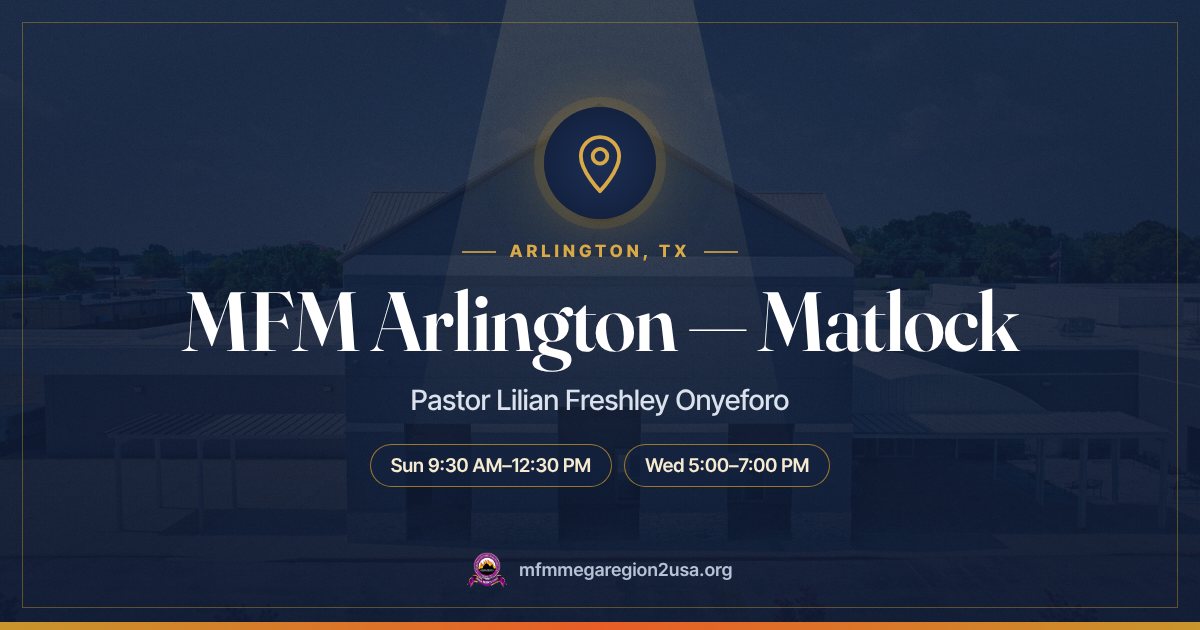 ARLINGTON, TX
MFM Arlington — Matlock
Pastor Lilian Freshley Onyeforo
Sun 9:30 AM–12:30 PM
Wed 5:00–7:00 PM
mfmmegaregion2usa.org